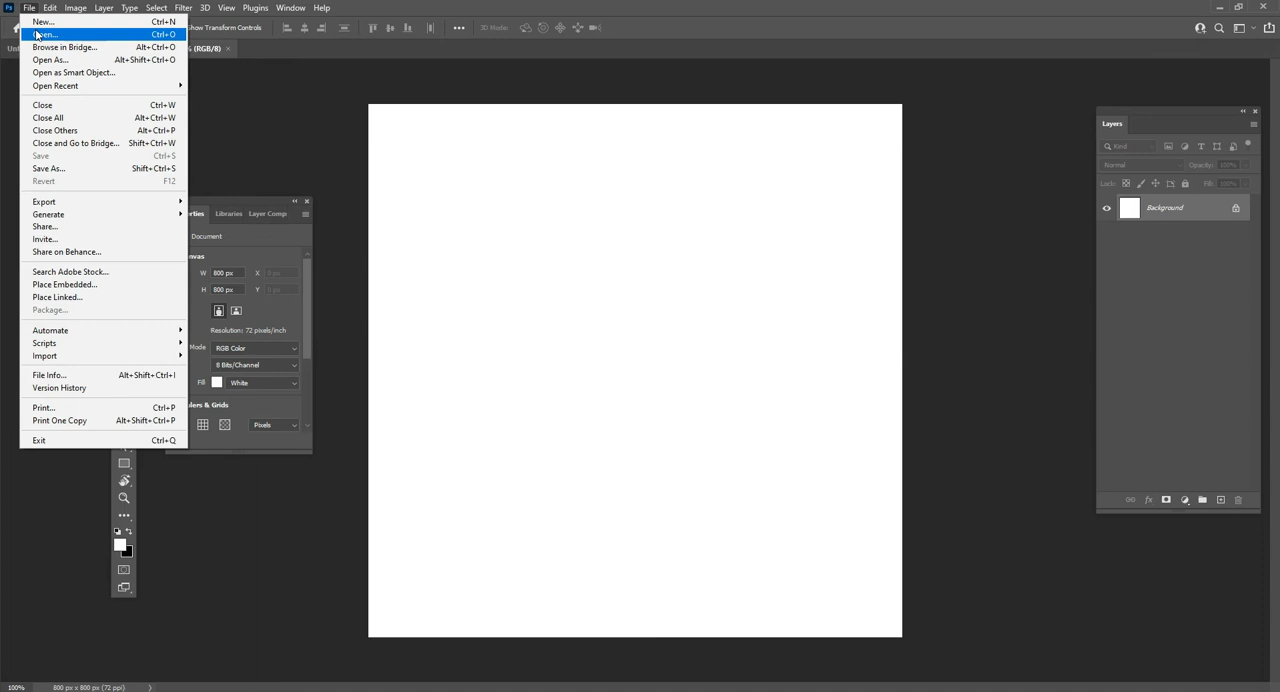 Ps File Edit Image Layer Type Select Filter 3D View Plugins Window Help
Show Transform Controls
3D Mode:
(RGB/8) ×
New... Ctrl+N
Open... Ctrl+O
Browse in Bridge... Alt+Ctrl+O
Open As... Alt+Shift+Ctrl+O
Open as Smart Object...
Open Recent
Close Ctrl+W
Close All Alt+Ctrl+W
Close Others Alt+Ctrl+P
Close and Go to Bridge... Shift+Ctrl+W
Save Ctrl+S
Save As... Shift+Ctrl+S
Revert F12
Export
Generate
Share...
Invite...
Share on Behance...
Search Adobe Stock...
Place Embedded...
Place Linked...
Package...
Automate
Scripts
Import
File Info... Alt+Shift+Ctrl+I
Version History
Print... Ctrl+P
Print One Copy Alt+Shift+Ctrl+P
Exit Ctrl+Q
Libraries Layer Comp
Document
W 800 px X 0 px
H 800 px Y 0 px
Resolution: 72 pixels/inch
Mode RGB Color
8 Bits/Channel
Fill White
Pixels
Layers
Kind
Normal Opacity: 100%
Lock: Fill: 100%
Background
100% 800 px x 800 px (72 ppi)